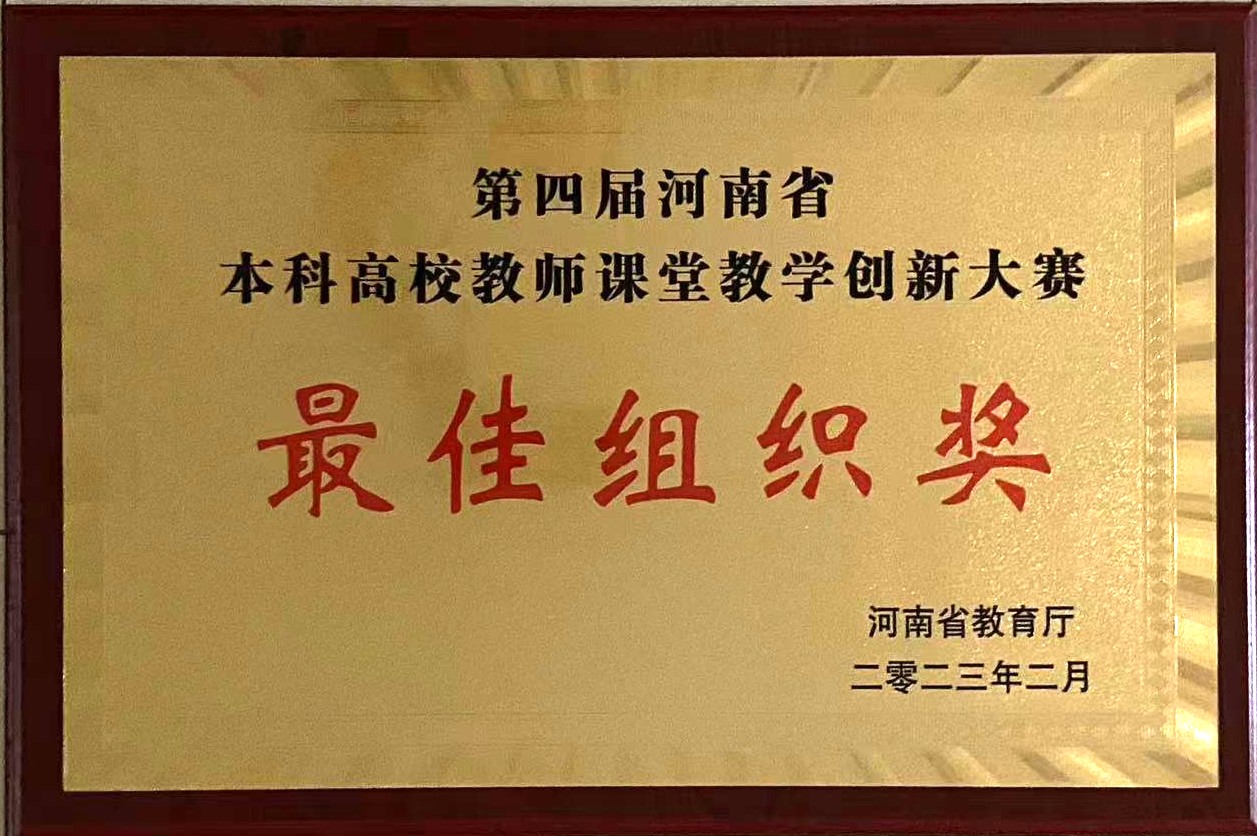 第四届河南省
本科高校教师课堂教学创新大赛
最佳组织奖
河南省教育厅
二零二三年二月